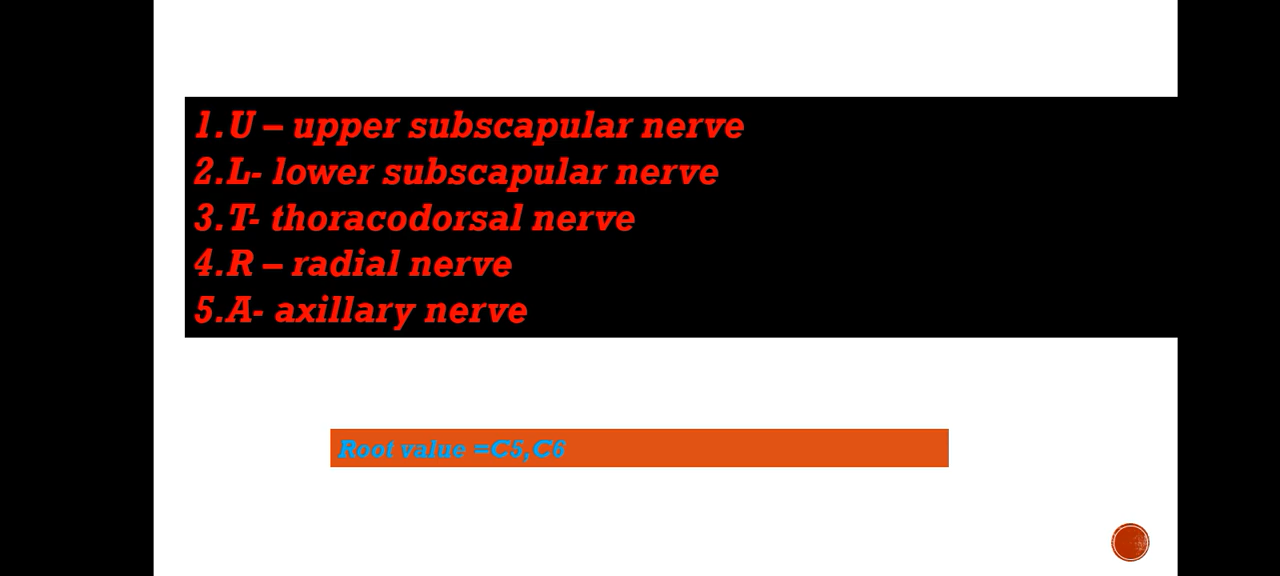 1.U – upper subscapular nerve
2.L- lower subscapular nerve
3.T- thoracodorsal nerve
4.R – radial nerve
5.A- axillary nerve
Root value =C5,C6